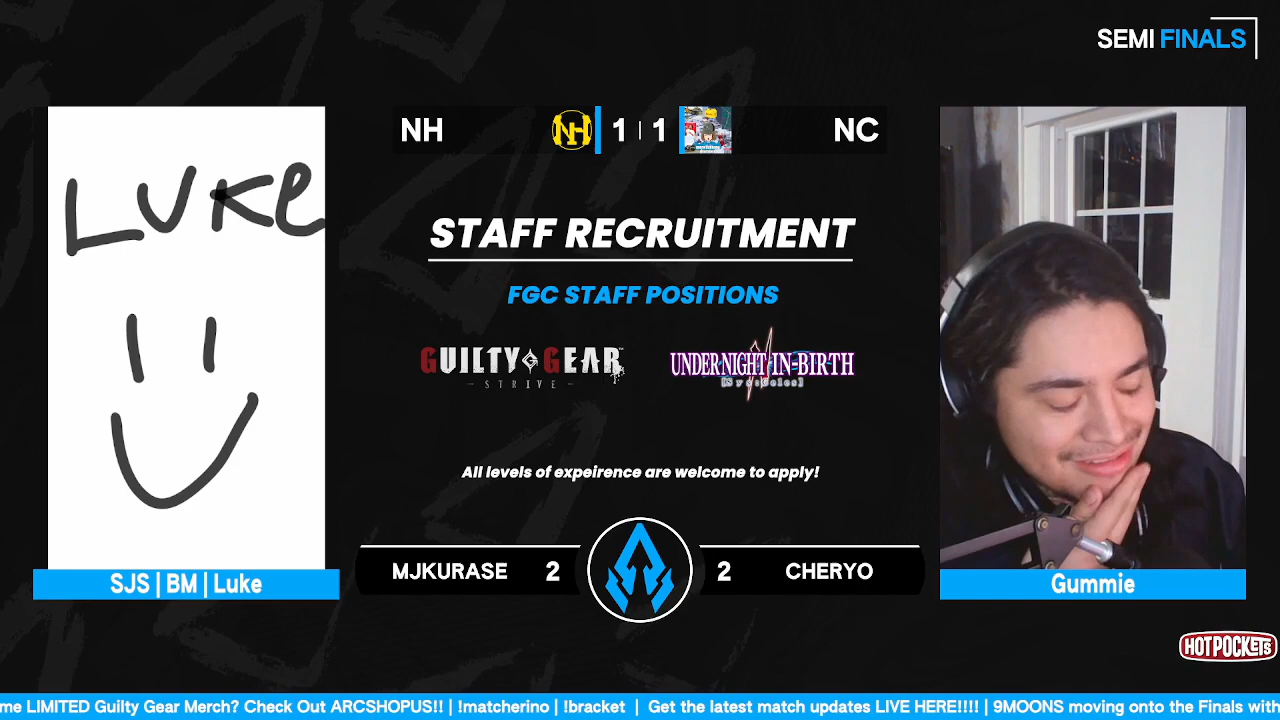 SEMI FINALS
NH NH 1 | 1 NC
LUKe
STAFF RECRUITMENT
FGC STAFF POSITIONS
GUILTY GEAR
- STRIVE -
UNDER NIGHT IN-BIRTH
[Sys:Celes]
All levels of expeirence are welcome to apply!
MJKURASE 2 2 CHERYO
SJS | BM | Luke
Gummie
HOT POCKETS
me LIMITED Guilty Gear Merch? Check Out ARCSHOPUS!! | !matcherino | !bracket | Get the latest match updates LIVE HERE!!!! | 9MOONS moving onto the Finals with